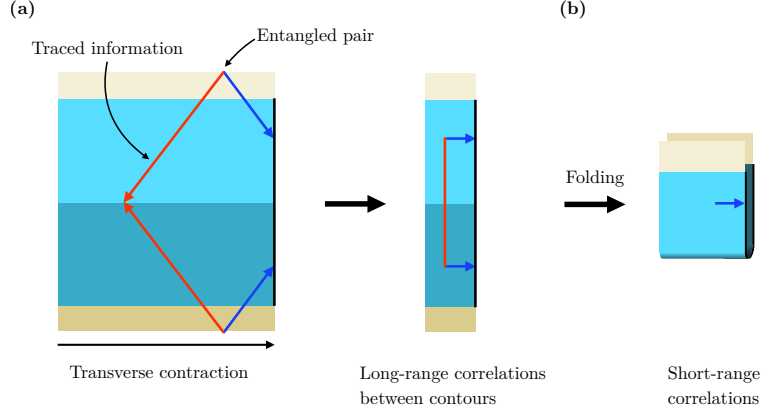 (a)
(b)
Entangled pair
Traced information
Folding
Transverse contraction
Long-range correlations
between contours
Short-range
correlations